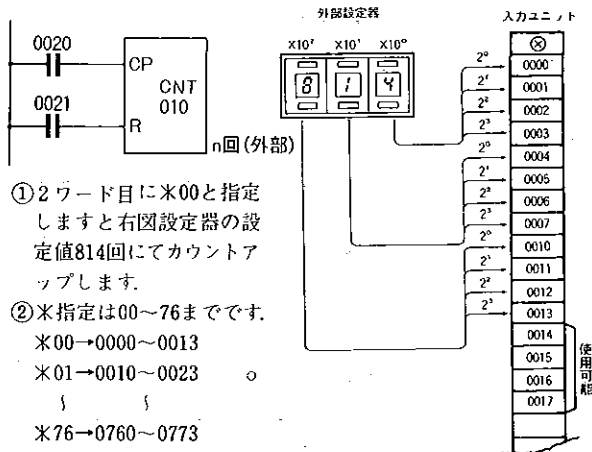 0020
CP
CNT
010
0021
R
n回(外部)
①2ワード目に＊00と指定
しますと右図設定器の設
定値814回にてカウントア
ップします.
②＊指定は00～76までです.
＊00→0000～0013
＊01→0010～0023
＊76→0760～0773
外部設定器
×10² ×10¹ ×10⁰
8 1 4
入力ユニット
2⁰ 0000
2¹ 0001
2² 0002
2³ 0003
2⁰ 0004
2¹ 0005
2² 0006
2³ 0007
2⁰ 0010
2¹ 0011
2² 0012
2³ 0013
0014
0015
0016
0017
使用可能